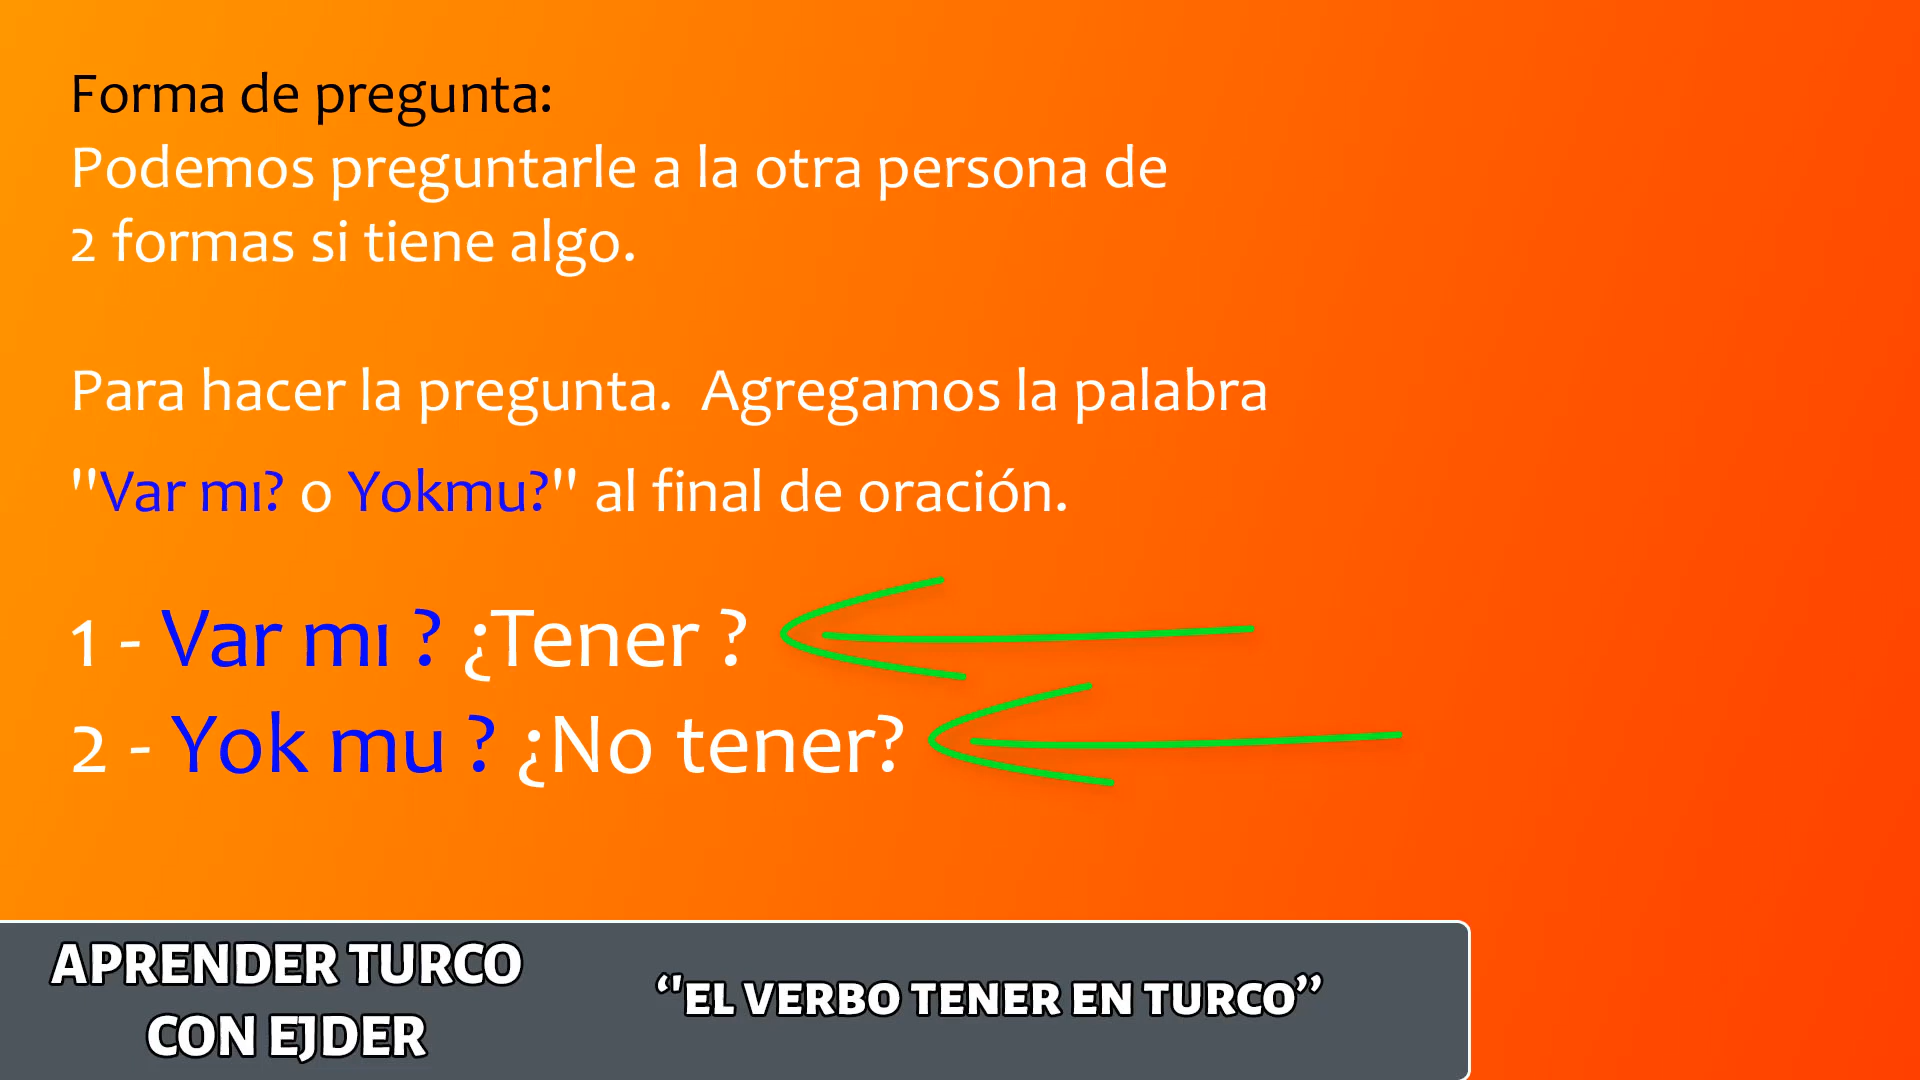 Forma de pregunta:
Podemos preguntarle a la otra persona de
2 formas si tiene algo.
Para hacer la pregunta.  Agregamos la palabra
"Var mı? o Yokmu?" al final de oración.
1 - Var mı ? ¿Tener ?
2 - Yok mu ? ¿No tener?
APRENDER TURCO
CON EJDER
‘'EL VERBO TENER EN TURCO’’